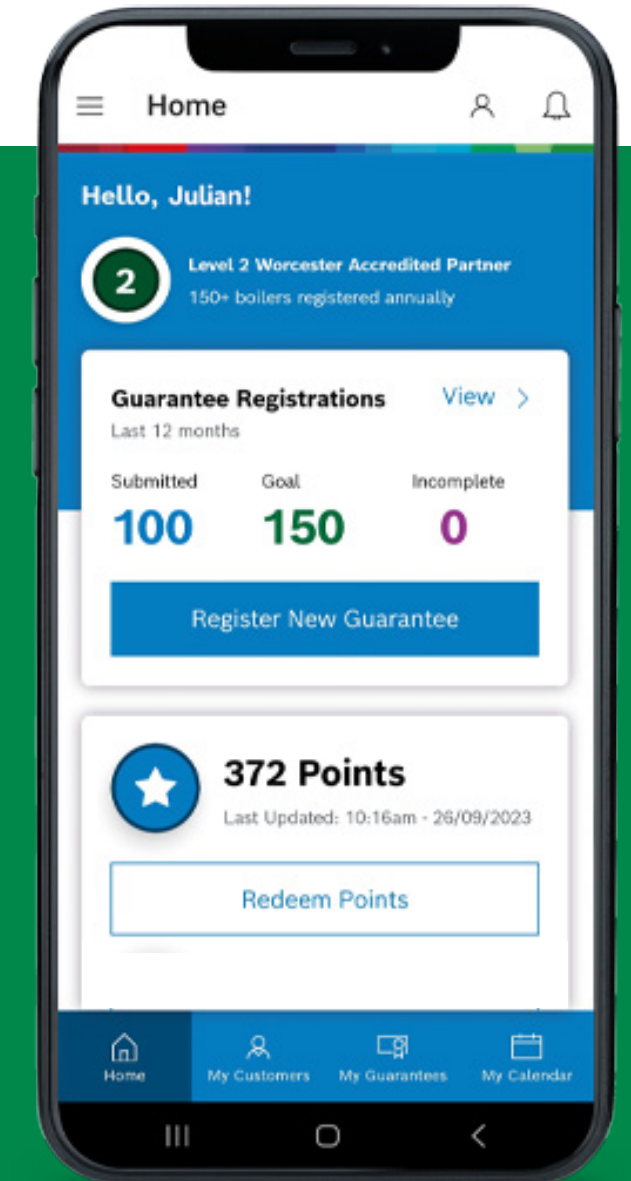 Home
Hello, Julian!
2
Level 2 Worcester Accredited Partner
150+ boilers registered annually
Guarantee Registrations
View >
Last 12 months
Submitted
Goal
Incomplete
100
150
0
Register New Guarantee
372 Points
Last Updated: 10:16am - 26/09/2023
Redeem Points
Home
My Customers
My Guarantees
My Calendar